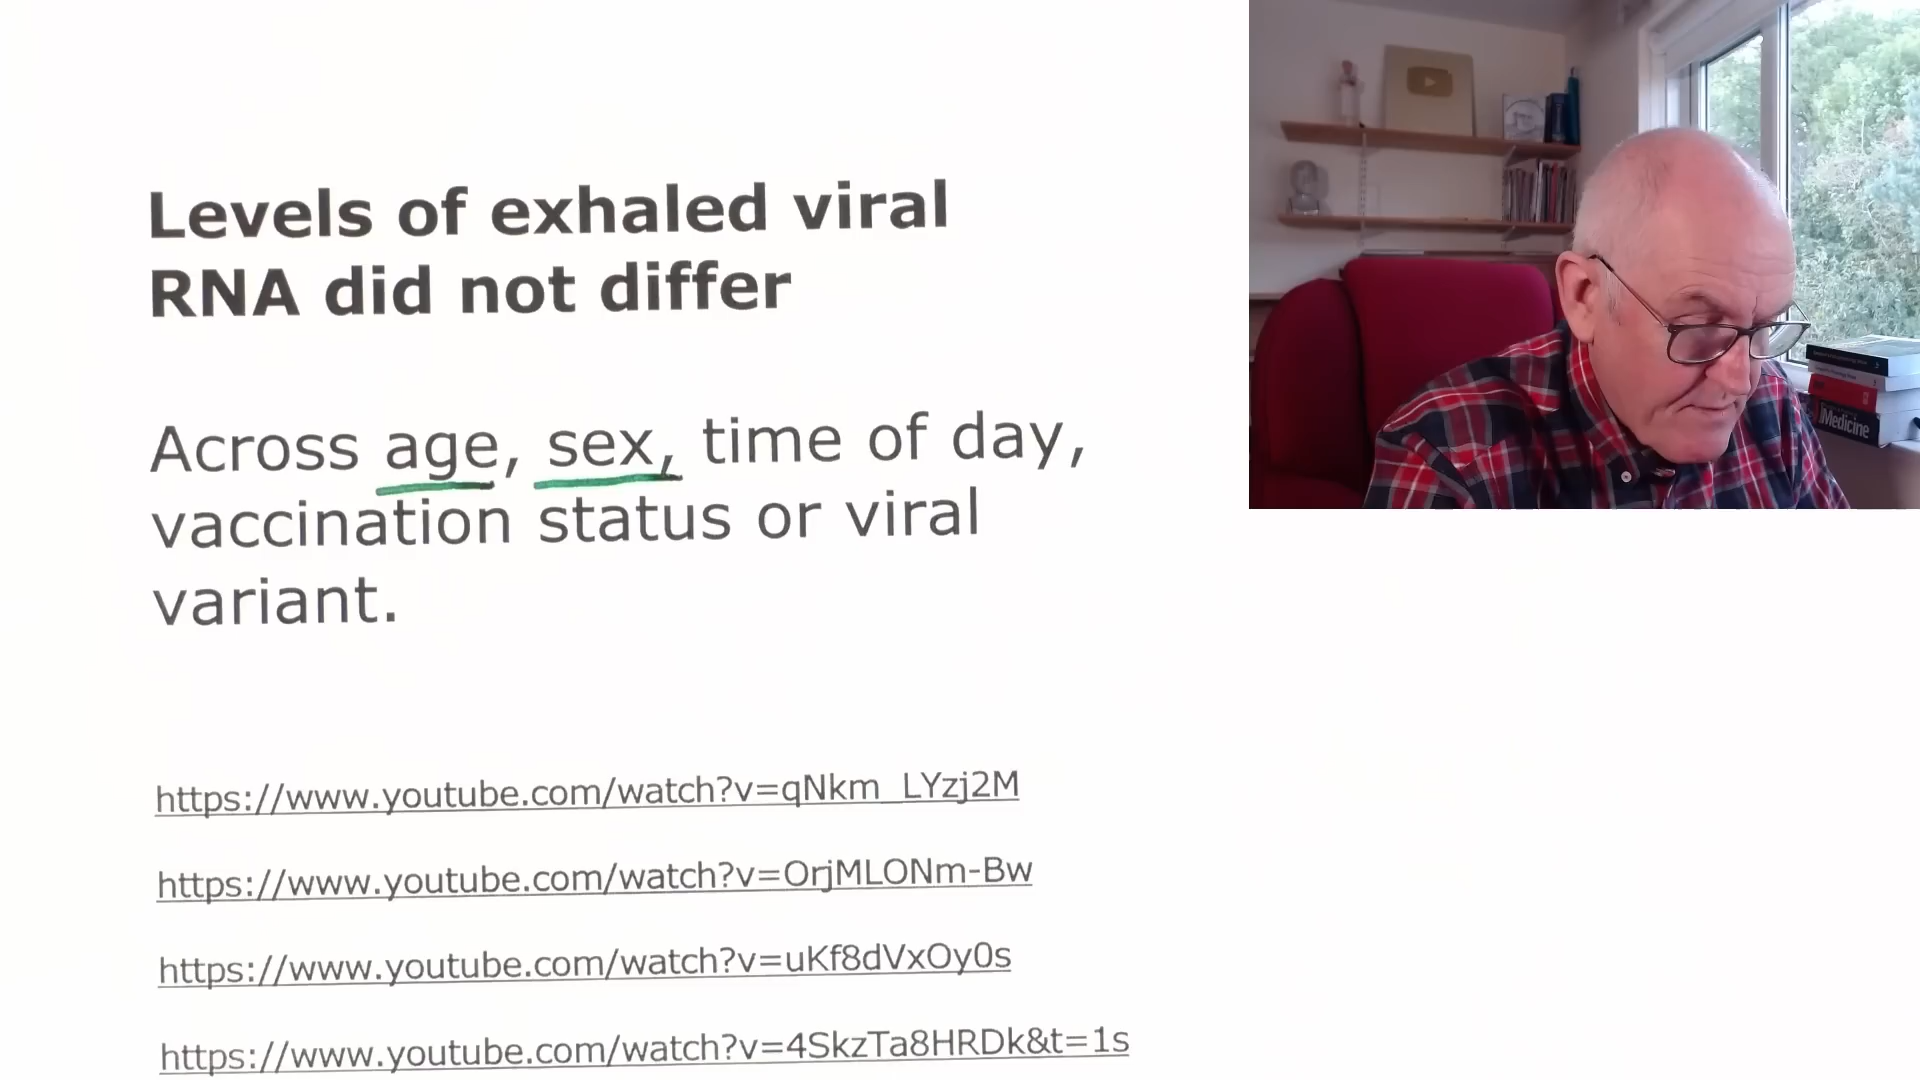 Levels of exhaled viral
RNA did not differ
Across age, sex, time of day,
vaccination status or viral
variant.
https://www.youtube.com/watch?v=qNkm_LYzj2M
https://www.youtube.com/watch?v=OrjMLONm-Bw
https://www.youtube.com/watch?v=uKf8dVxOy0s
https://www.youtube.com/watch?v=4SkzTa8HRDk&t=1s
Medicine